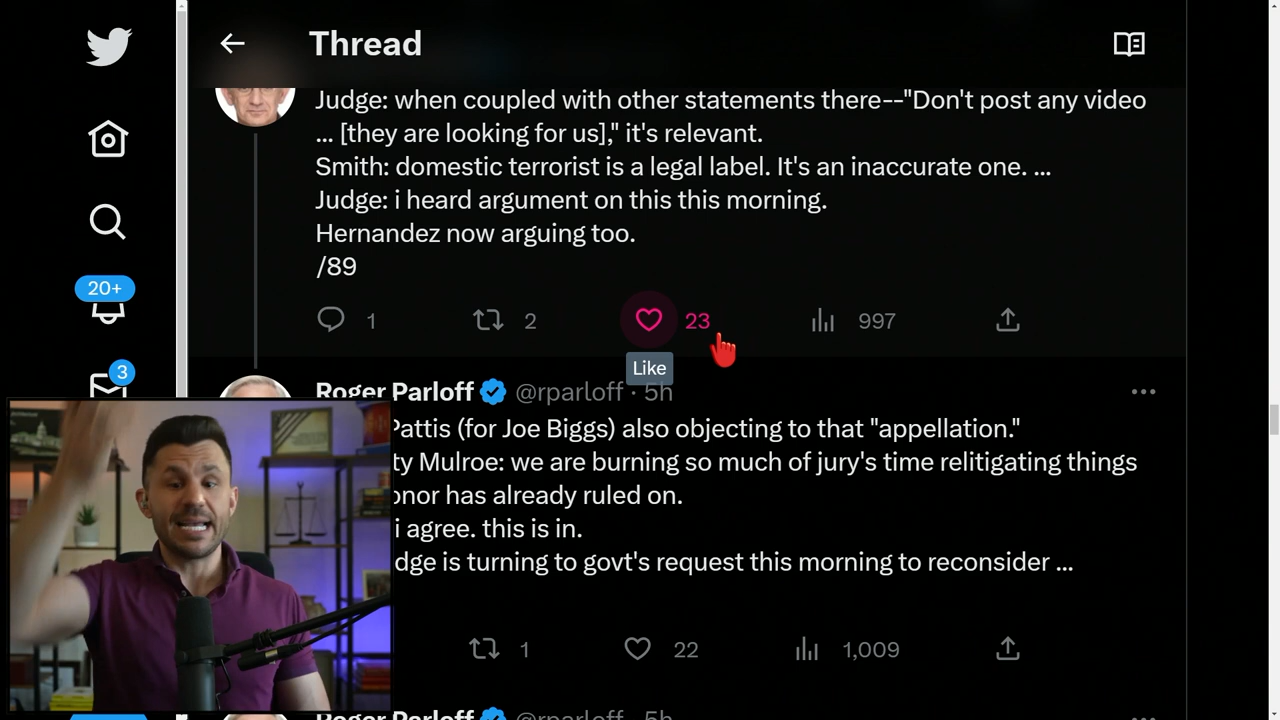 Thread
Judge: when coupled with other statements there--"Don't post any video
... [they are looking for us]," it's relevant.
Smith: domestic terrorist is a legal label. It's an inaccurate one. ...
Judge: i heard argument on this this morning.
Hernandez now arguing too.
/89
20+
1 2 23 997
3
Like
Roger Parloff @rparloff · 5h
Pattis (for Joe Biggs) also objecting to that "appellation."
ty Mulroe: we are burning so much of jury's time relitigating things
onor has already ruled on.
i agree. this is in.
dge is turning to govt's request this morning to reconsider ...
1 22 1,009
Roger Parloff @rparloff · 5h